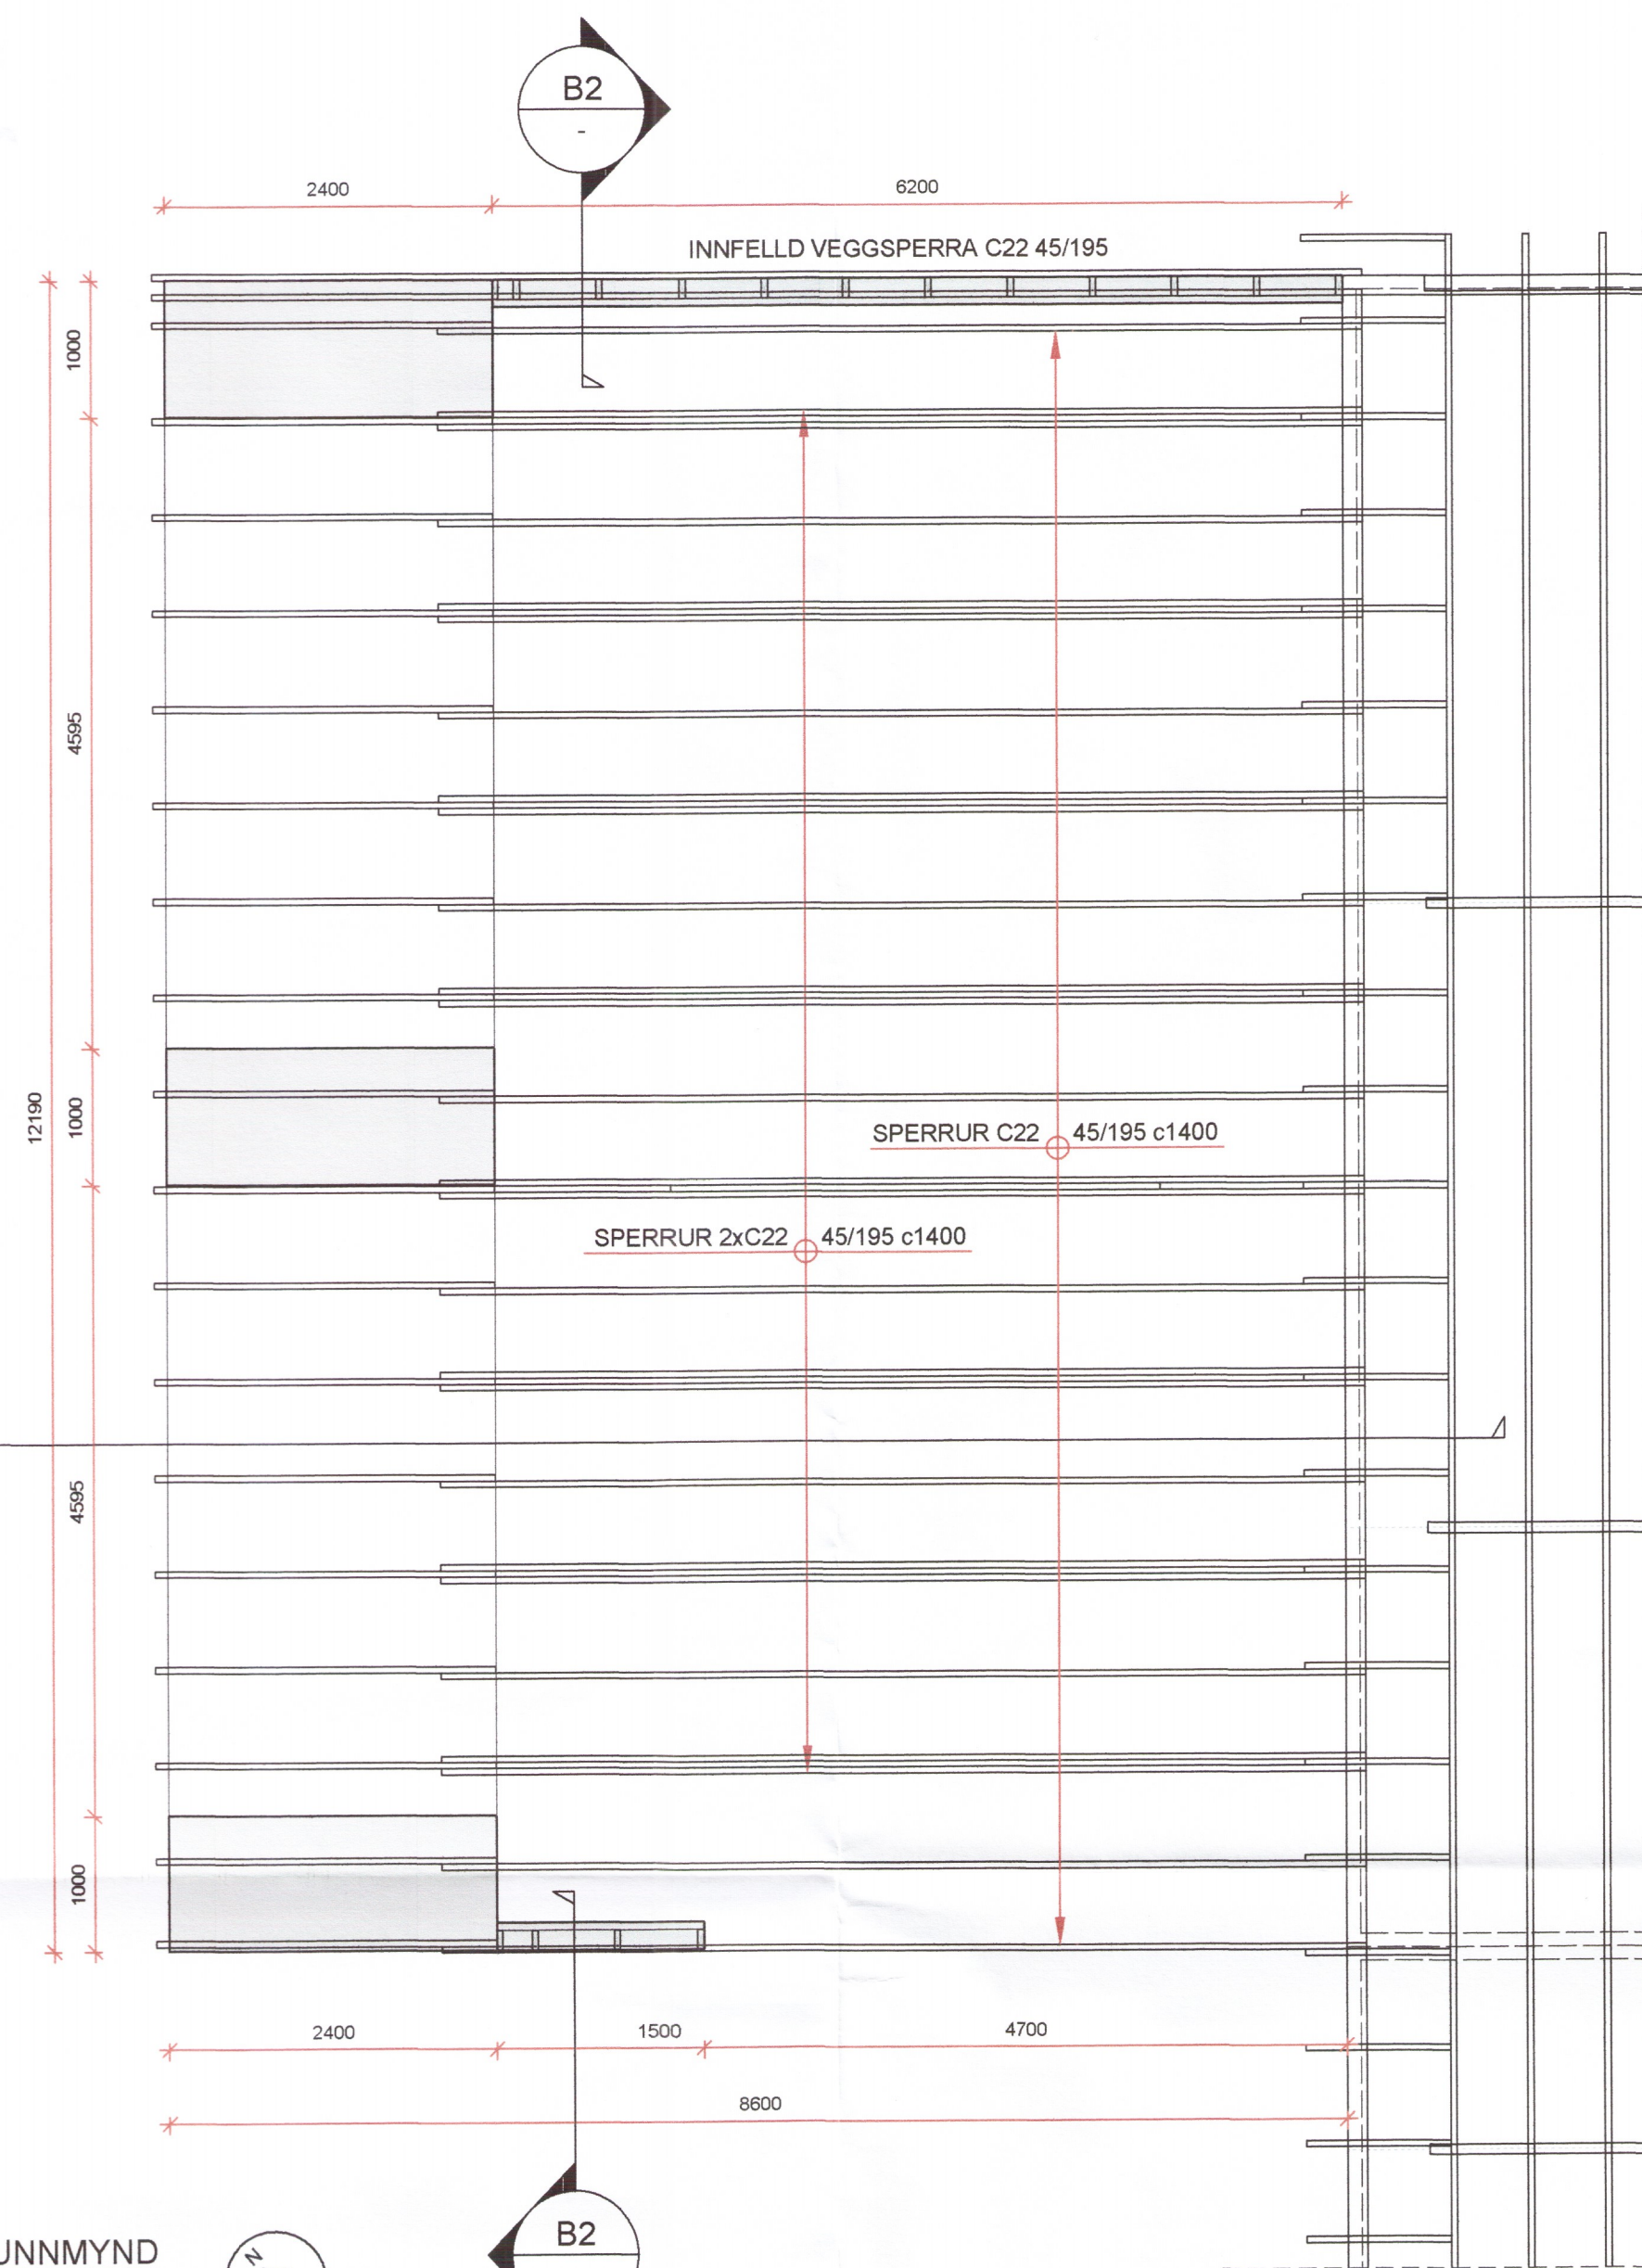 B2
-
2400
6200
INNFELLD VEGGSPERRA C22 45/195
1000
4595
12190
1000
SPERRUR C22 45/195 c1400
SPERRUR 2xC22 45/195 c1400
4595
1000
2400
1500
4700
8600
B2
UNNMYND
N